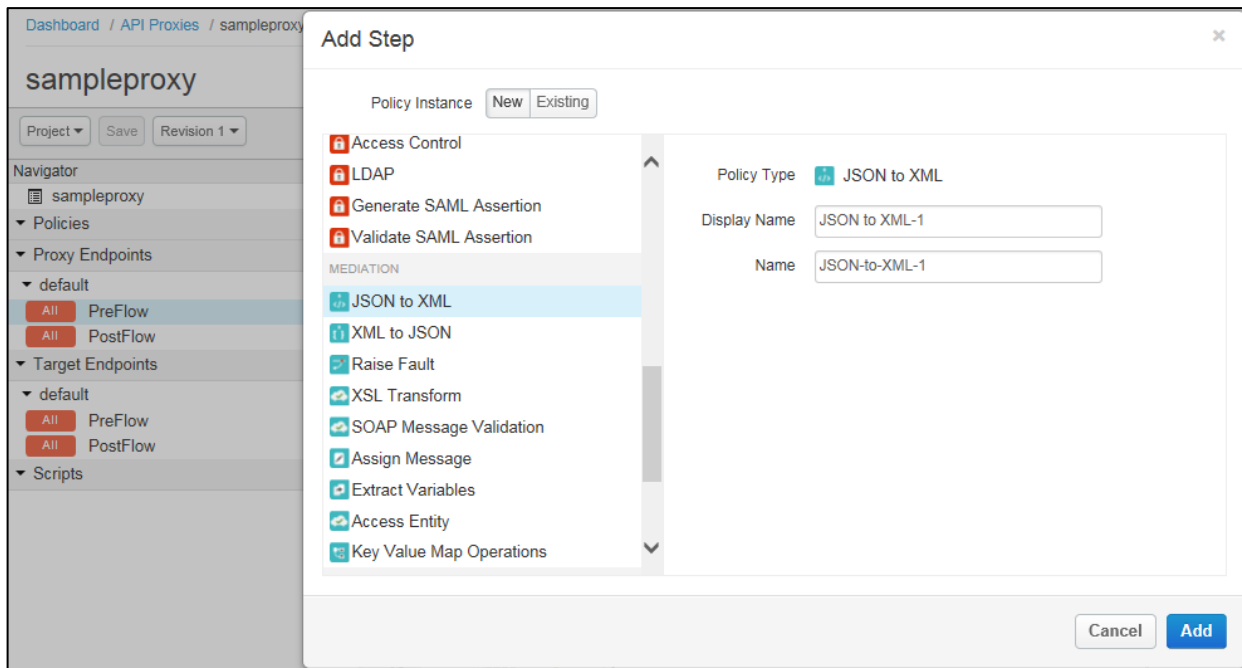 Dashboard / API Proxies / sampleproxy
sampleproxy
Project Save Revision 1
Navigator
sampleproxy
Policies
Proxy Endpoints
default
All PreFlow
All PostFlow
Target Endpoints
default
All PreFlow
All PostFlow
Scripts
Add Step
×
Policy Instance New Existing
Access Control
LDAP
Generate SAML Assertion
Validate SAML Assertion
MEDIATION
JSON to XML
XML to JSON
Raise Fault
XSL Transform
SOAP Message Validation
Assign Message
Extract Variables
Access Entity
Key Value Map Operations
Policy Type JSON to XML
Display Name JSON to XML-1
Name JSON-to-XML-1
Cancel Add